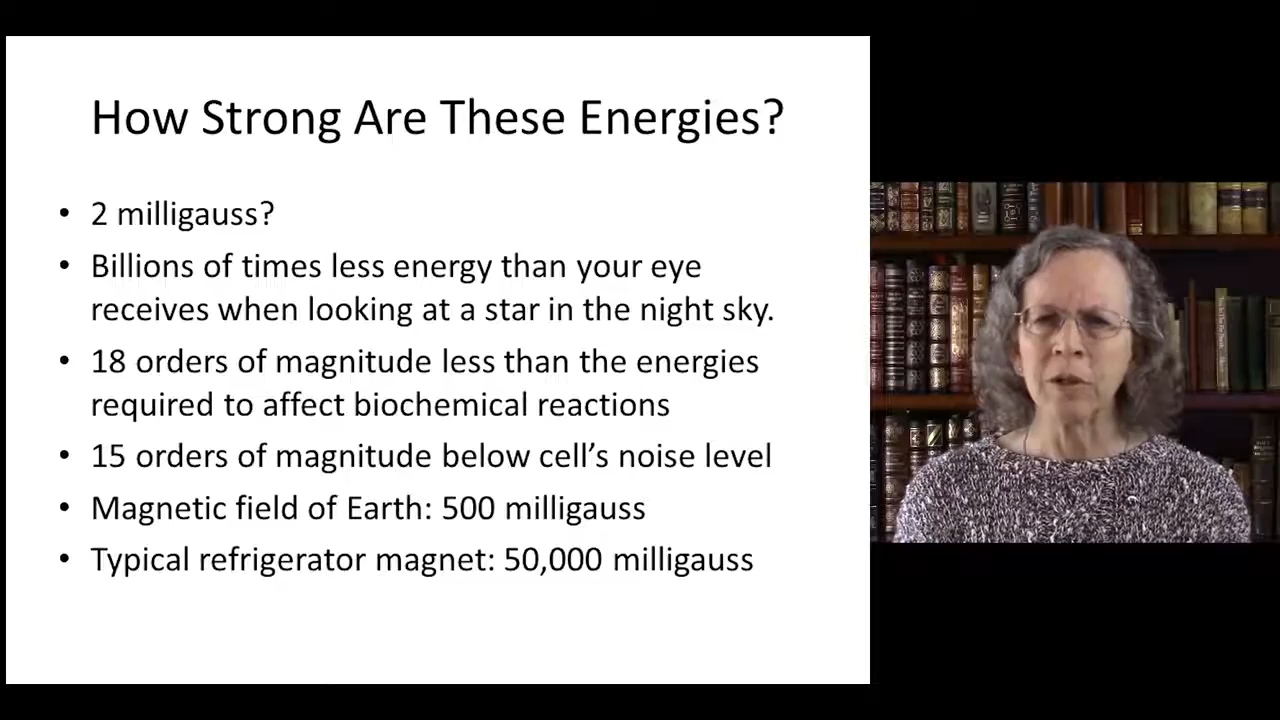 How Strong Are These Energies?
• 2 milligauss?
• Billions of times less energy than your eye
receives when looking at a star in the night sky.
• 18 orders of magnitude less than the energies
required to affect biochemical reactions
• 15 orders of magnitude below cell’s noise level
• Magnetic field of Earth: 500 milligauss
• Typical refrigerator magnet: 50,000 milligauss